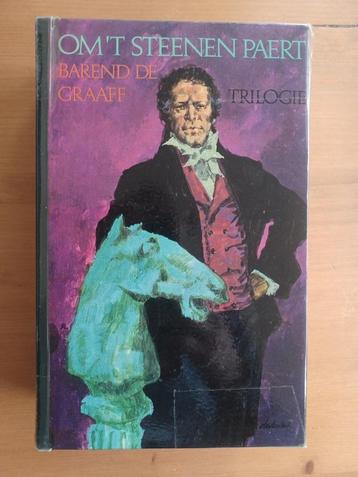 OM'T STEENEN PAERT
BAREND DE
GRAAFF
TRILOGIE